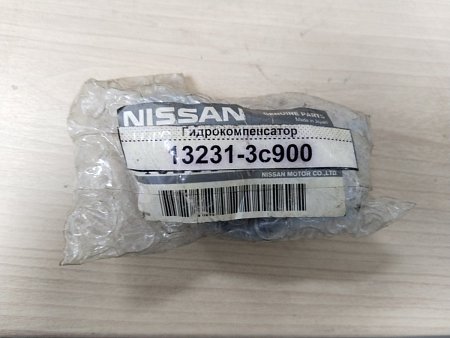 NISSAN
GENUINE PARTS
Made in Japan
Гидрокомпенсатор
13231-3c900
NISSAN MOTOR CO.,LTD.